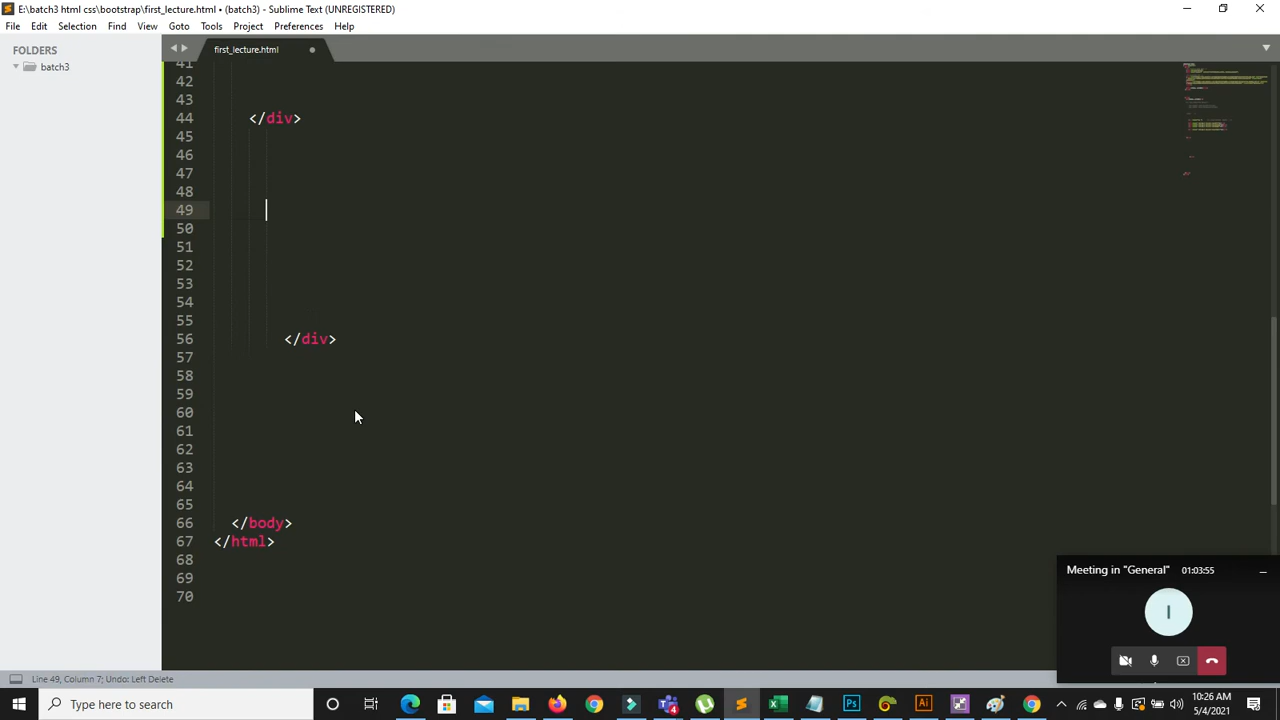 E:\batch3 html css\bootstrap\first_lecture.html • (batch3) - Sublime Text (UNREGISTERED)
File Edit Selection Find View Goto Tools Project Preferences Help
FOLDERS
batch3
first_lecture.html
41
42
43
44 </div>
45
46
47
48
49
50
51
52
53
54
55
56 </div>
57
58
59
60
61
62
63
64
65
66 </body>
67 </html>
68
69
70
Meeting in "General" 01:03:55
I
Line 49, Column 7; Undo: Left Delete
Type here to search
4
Ps
Ai
10:26 AM
5/4/2021